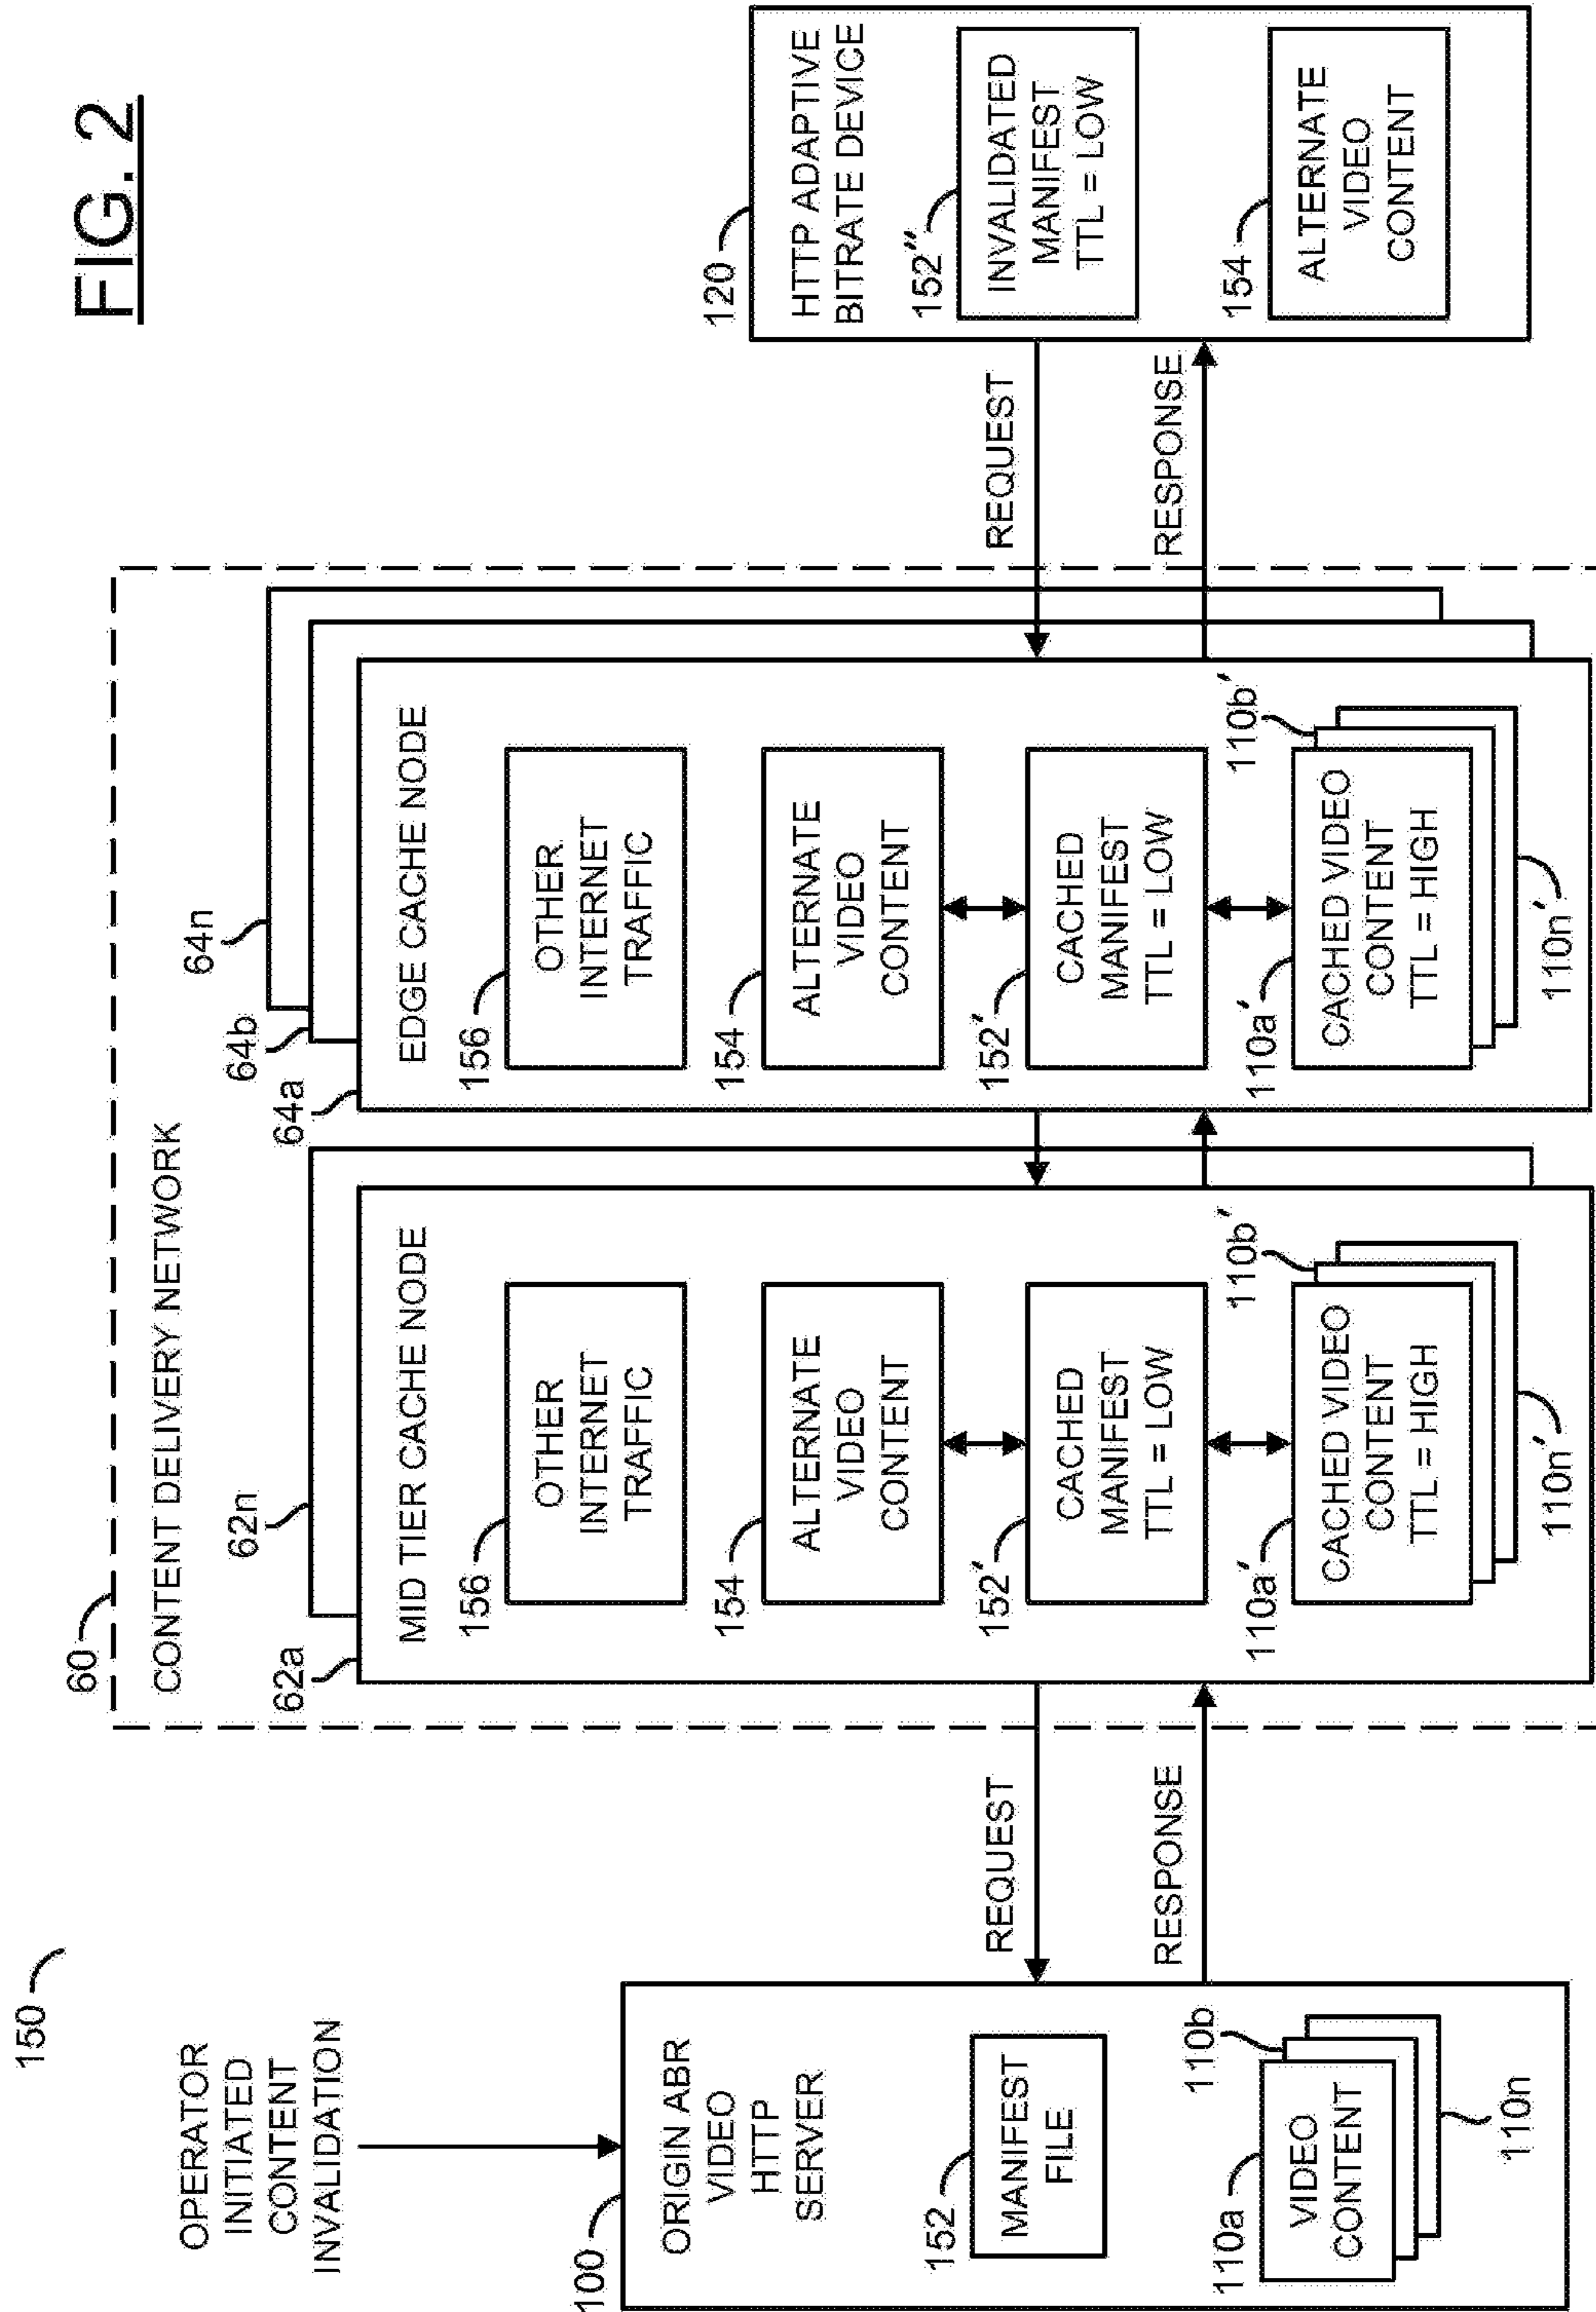 FIG. 2
150
OPERATOR
INITIATED
CONTENT
INVALIDATION
100
ORIGIN ABR
VIDEO
HTTP
SERVER
152
MANIFEST
FILE
110a
110b
VIDEO
CONTENT
110n
REQUEST
RESPONSE
60
CONTENT DELIVERY NETWORK
62n
62a
MID TIER CACHE NODE
156
OTHER
INTERNET
TRAFFIC
154
ALTERNATE
VIDEO
CONTENT
152′
CACHED
MANIFEST
TTL = LOW
110a′
110b′
CACHED VIDEO
CONTENT
TTL = HIGH
110n′
64n
64b
64a
EDGE CACHE NODE
156
OTHER
INTERNET
TRAFFIC
154
ALTERNATE
VIDEO
CONTENT
152′
CACHED
MANIFEST
TTL = LOW
110a′
110b′
CACHED VIDEO
CONTENT
TTL = HIGH
110n′
REQUEST
RESPONSE
120
HTTP ADAPTIVE
BITRATE DEVICE
152″
INVALIDATED
MANIFEST
TTL = LOW
154
ALTERNATE
VIDEO
CONTENT